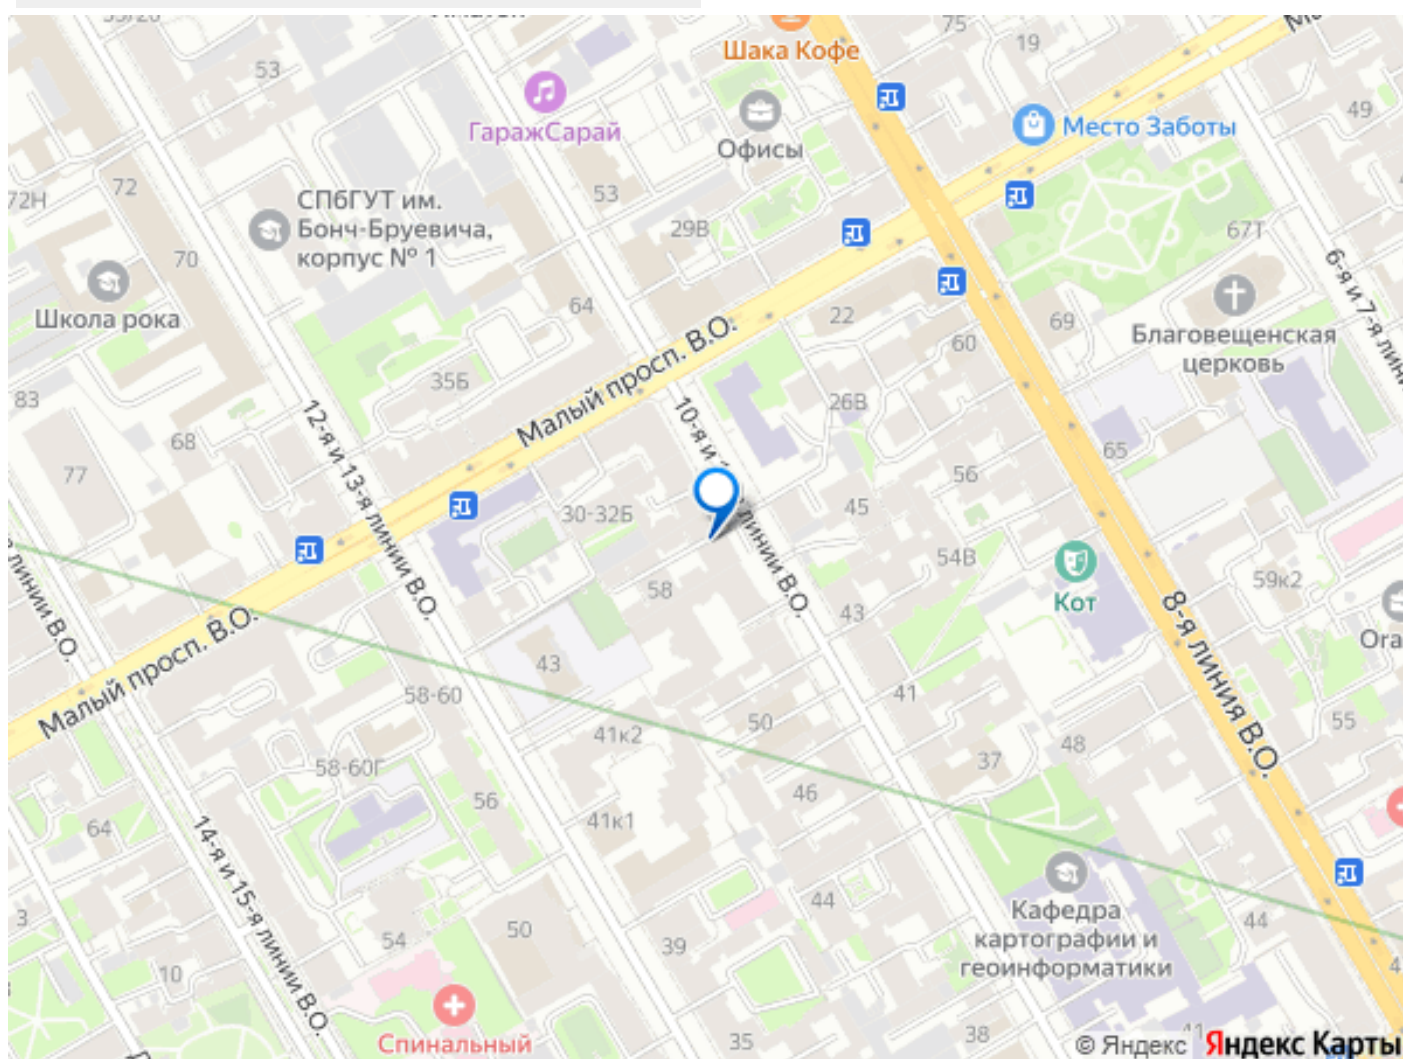 75
19
Шака Кофе
53
49
ГаражСарай
Место Заботы
Офисы
72Н
72
53
СПбГУТ им.
Бонч-Бруевича,
корпус № 1
29В
67Т
70
6-я и 7-я лини
Школа рока
64
22
69
Благовещенская
церковь
60
Малый просп. В.О.
35Б
83
26В
12-я и 13-я линии В.О.
10-я и
линии В.О.
68
65
77
56
30-32Б
45
54В
59к2
58
Кот
43
8-я линия В.О.
линии В.О.
Ora
Малый просп. В.О.
43
58-60
41
50
55
41к2
48
37
58-60Г
46
56
64
41к1
14-я и 15-я линии В.О.
44
Кафедра
картографии и
геоинформатики
44
3
50
54
39
10
4
Спинальный
35
38
41
© Яндекс Яндекс Карты